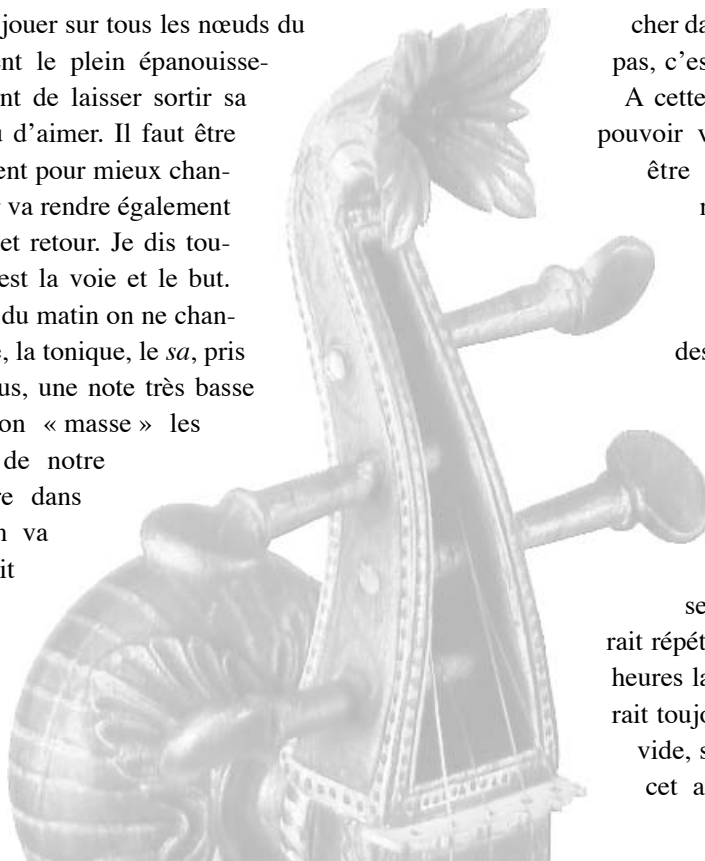 jouer sur tous les nœuds du
ent le plein épanouisse-
nt de laisser sortir sa
d'aimer. Il faut être
ent pour mieux chan-
va rendre également
et retour. Je dis tou-
est la voie et le but.
du matin on ne chan-
e, la tonique, le sa, pris
us, une note très basse
on « masse » les
de notre
re dans
n va
it
cher da
pas, c'es
A cette
pouvoir v
être
des
se
rait répét
heures la
rait toujo
vide, s
cet a